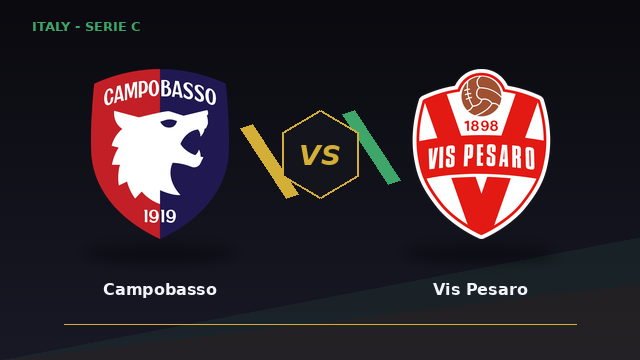 ITALY - SERIE C
CAMPOBASSO
1919
VS
1898
VIS PESARO
Campobasso
Vis Pesaro